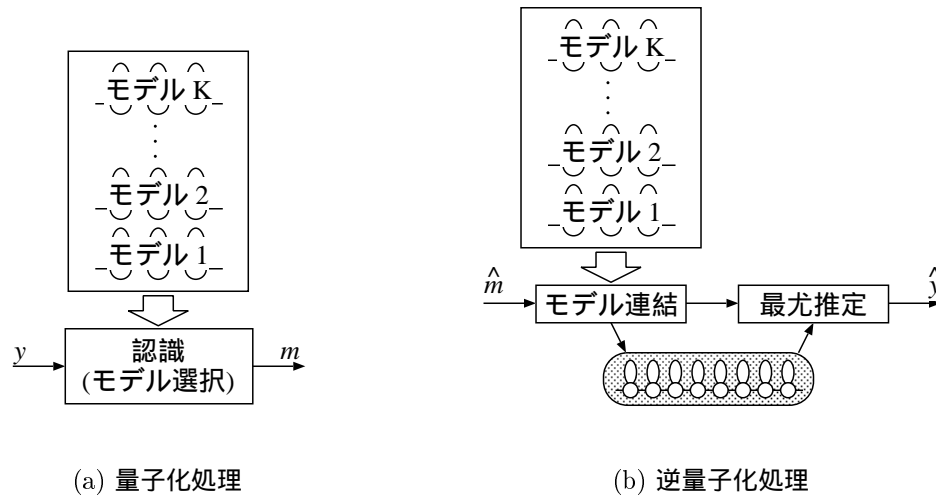 モデル K
モデル 2
モデル 1
y
認識
(モデル選択)
m
(a) 量子化処理
モデル K
モデル 2
モデル 1
m̂
モデル連結
最尤推定
ŷ
(b) 逆量子化処理